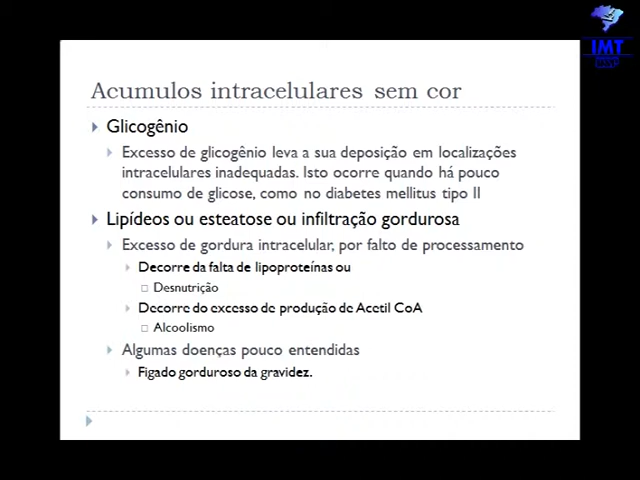 IMT
Acumulos intracelulares sem cor
Glicogênio
Excesso de glicogênio leva a sua deposição em localizações
intracelulares inadequadas. Isto ocorre quando há pouco
consumo de glicose, como no diabetes mellitus tipo II
Lipídeos ou esteatose ou infiltração gordurosa
Excesso de gordura intracelular, por falto de processamento
Decorre da falta de lipoproteínas ou
Desnutrição
Decorre do excesso de produção de Acetil CoA
Alcoolismo
Algumas doenças pouco entendidas
Figado gorduroso da gravidez.